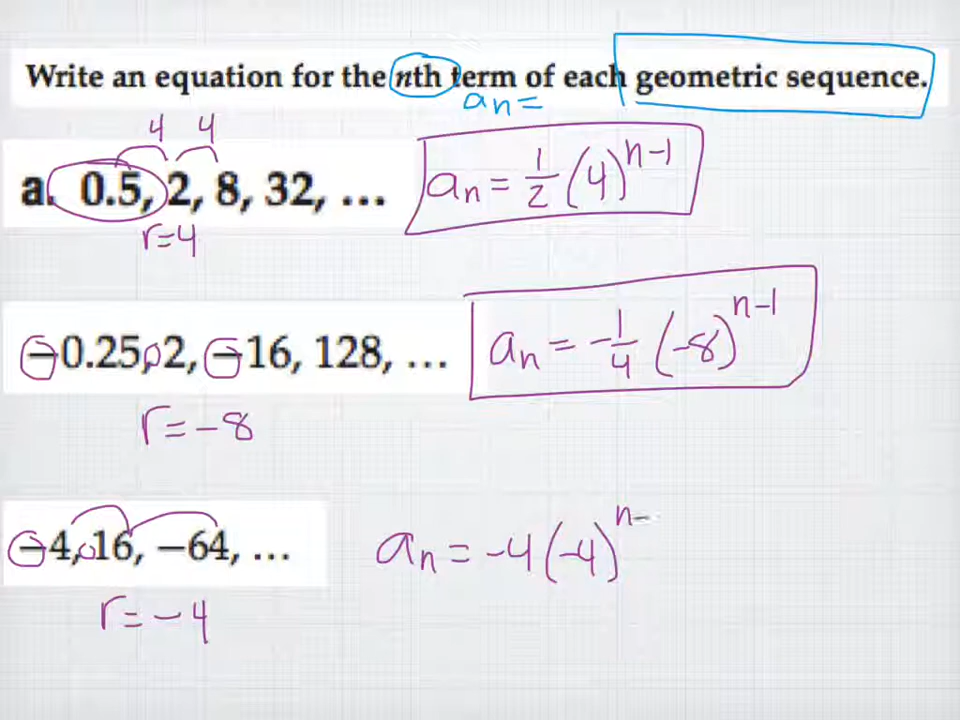 Write an equation for the nth term of each geometric sequence.
an =
4 4
a. 0.5, 2, 8, 32, ... an = 1/2 (4)^n-1
r=4
-0.25, 2, -16, 128, ... an = -1/4 (-8)^n-1
r=-8
-4, 16, -64, ... an = -4(-4)^n-
r=-4